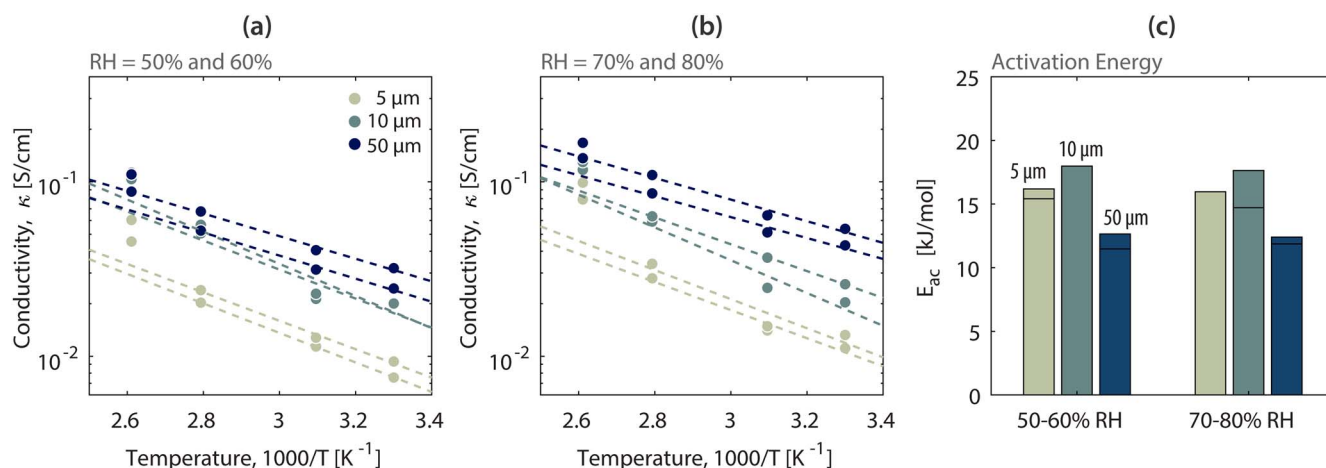 (a)
RH = 50% and 60%
5 µm
10 µm
50 µm
Conductivity, κ [S/cm]
10⁻¹
10⁻²
2.6 2.8 3 3.2 3.4
Temperature, 1000/T [K⁻¹]
(b)
RH = 70% and 80%
Conductivity, κ [S/cm]
10⁻¹
10⁻²
2.6 2.8 3 3.2 3.4
Temperature, 1000/T [K⁻¹]
(c)
Activation Energy
E_ac [kJ/mol]
25
20
15
10
5
0
5 µm
10 µm
50 µm
50-60% RH 70-80% RH